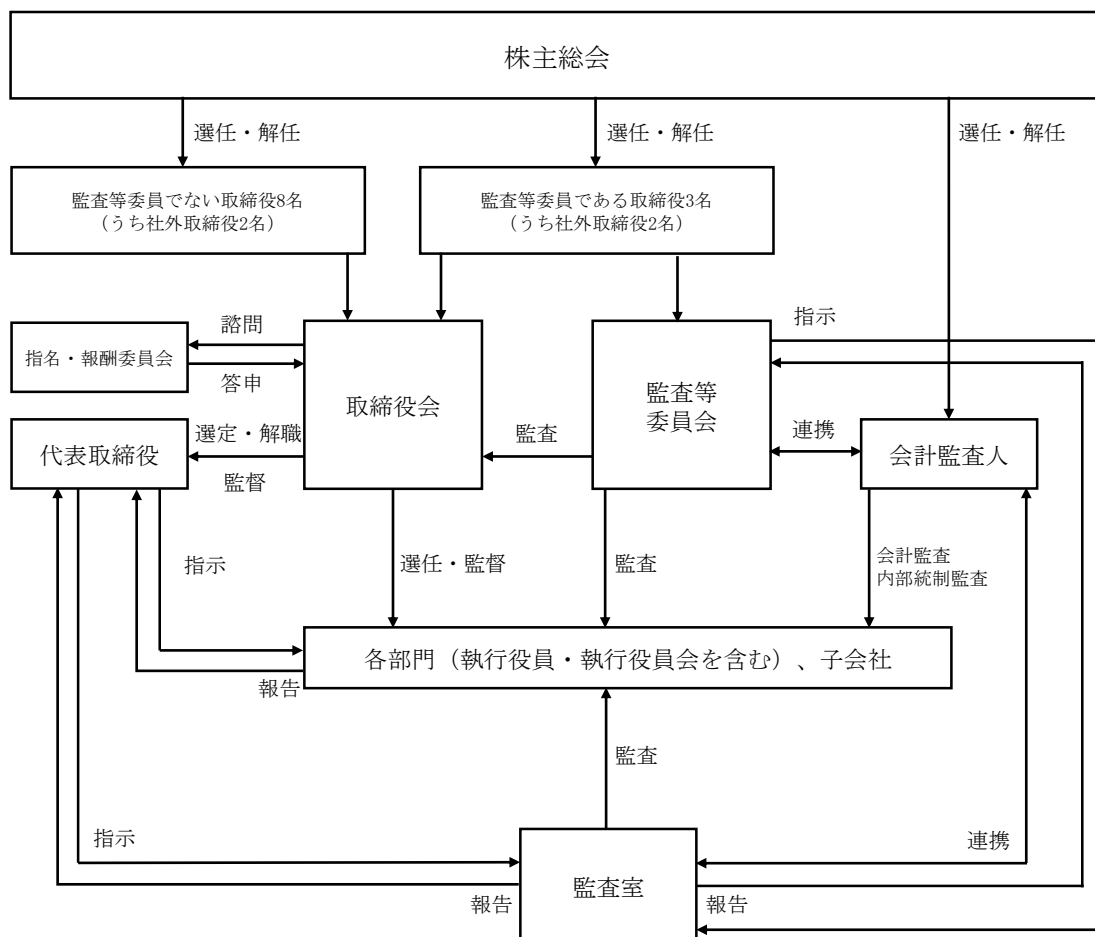 株主総会
選任・解任
選任・解任
選任・解任
監査等委員でない取締役8名
（うち社外取締役2名）
監査等委員である取締役3名
（うち社外取締役2名）
指名・報酬委員会
諮問
答申
取締役会
監査等
委員会
指示
代表取締役
選定・解職
監督
監査
連携
会計監査人
指示
選任・監督
監査
会計監査
内部統制監査
各部門（執行役員・執行役員会を含む）、子会社
報告
監査
指示
連携
監査室
報告
報告